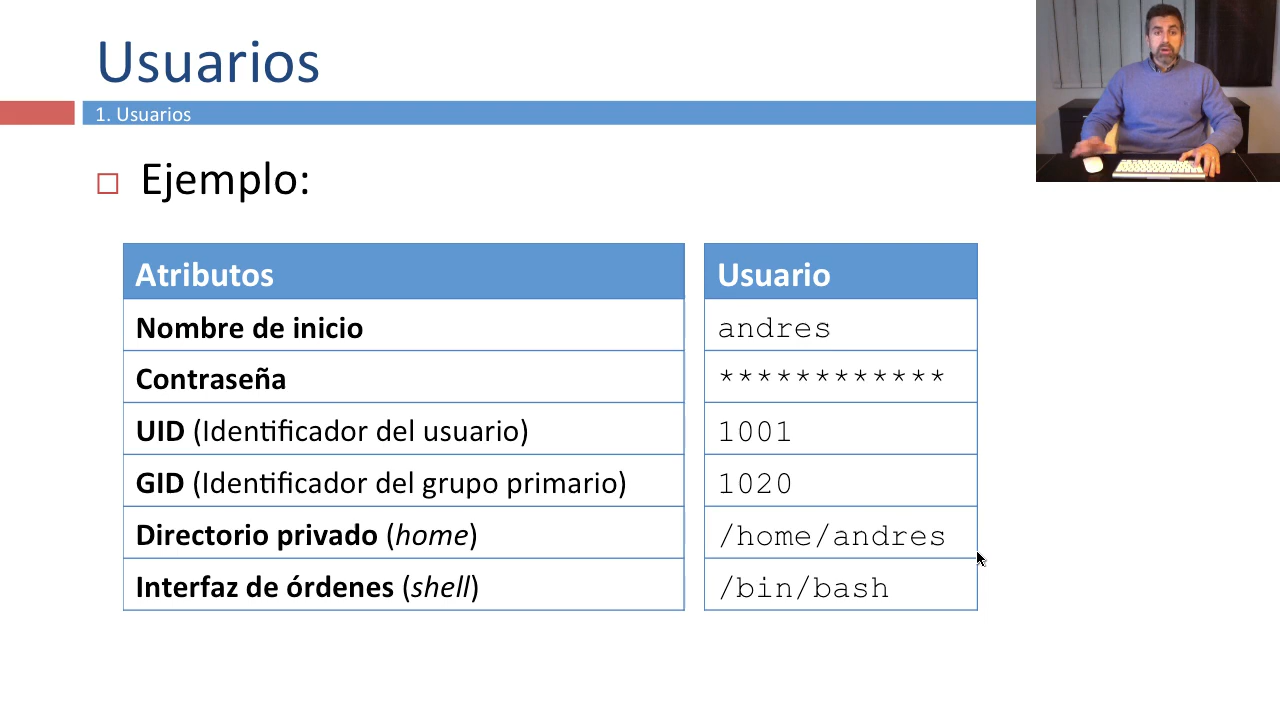 Usuarios
1. Usuarios
Ejemplo:
Atributos Usuario
Nombre de inicio andres
Contraseña ************
UID (Identificador del usuario) 1001
GID (Identificador del grupo primario) 1020
Directorio privado (home) /home/andres
Interfaz de órdenes (shell) /bin/bash